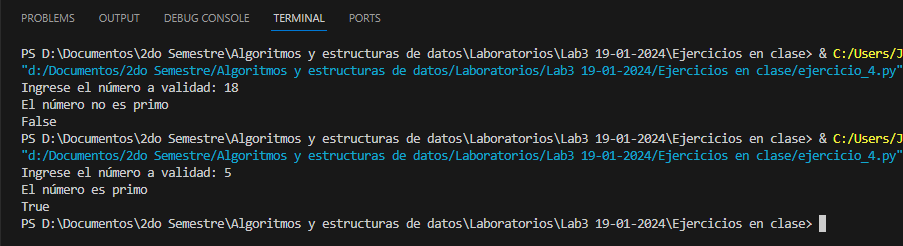 PROBLEMS OUTPUT DEBUG CONSOLE TERMINAL PORTS
PS D:\Documentos\2do Semestre\Algoritmos y estructuras de datos\Laboratorios\Lab3 19-01-2024\Ejercicios en clase> & C:/Users/J
"d:/Documentos/2do Semestre/Algoritmos y estructuras de datos/Laboratorios/Lab3 19-01-2024/Ejercicios en clase/ejercicio_4.py"
Ingrese el número a validad: 18
El número no es primo
False
PS D:\Documentos\2do Semestre\Algoritmos y estructuras de datos\Laboratorios\Lab3 19-01-2024\Ejercicios en clase> & C:/Users/J
"d:/Documentos/2do Semestre/Algoritmos y estructuras de datos/Laboratorios/Lab3 19-01-2024/Ejercicios en clase/ejercicio_4.py"
Ingrese el número a validad: 5
El número es primo
True
PS D:\Documentos\2do Semestre\Algoritmos y estructuras de datos\Laboratorios\Lab3 19-01-2024\Ejercicios en clase>